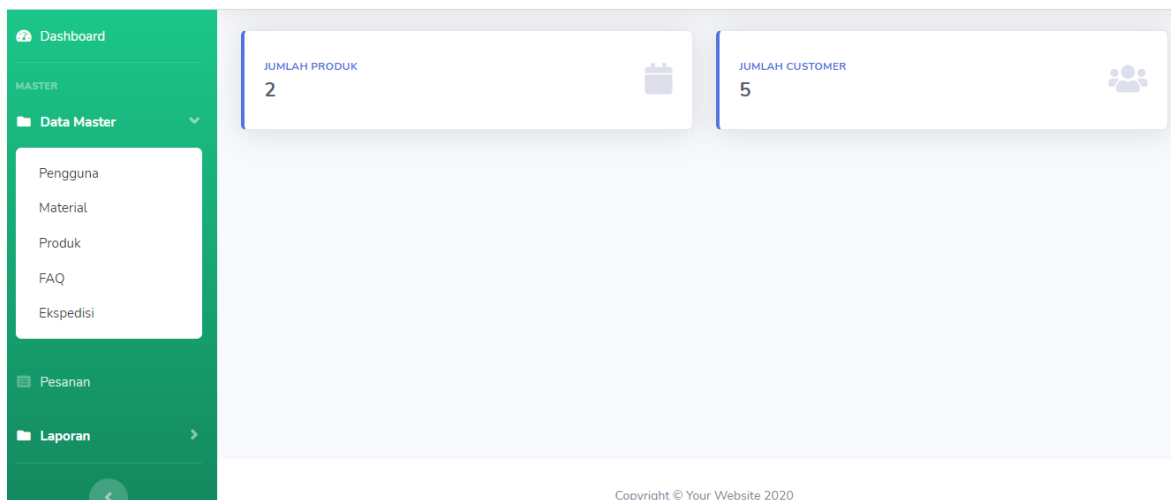 Dashboard
MASTER
Data Master
Pengguna
Material
Produk
FAQ
Ekspedisi
Pesanan
Laporan
JUMLAH PRODUK
2
JUMLAH CUSTOMER
5
Copyright © Your Website 2020